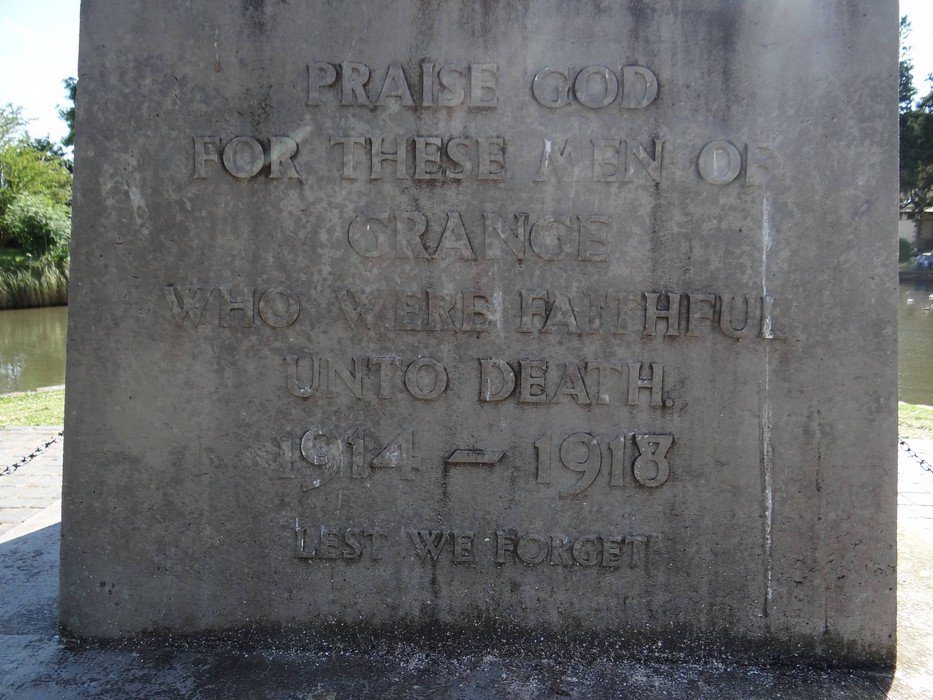 PRAISE GOD
FOR THESE MEN OF
GRANGE
WHO WERE FAITHFUL
UNTO DEATH.
1914 – 1918
LEST WE FORGET